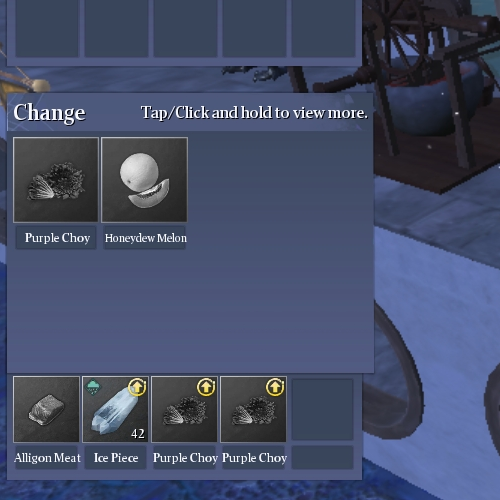 Change
Tap/Click and hold to view more.
Purple Choy
Honeydew Melon
42
Alligon Meat
Ice Piece
Purple Choy
Purple Choy